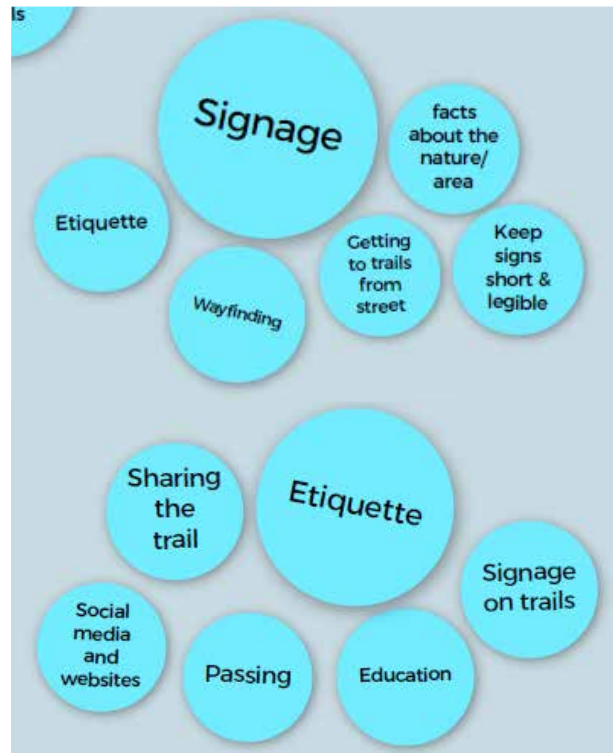 ls
Signage
facts
about the
nature/
area
Etiquette
Getting
to trails
from
street
Keep
signs
short &
legible
Wayfinding
Sharing
the
trail
Etiquette
Signage
on trails
Social
media
and
websites
Passing
Education